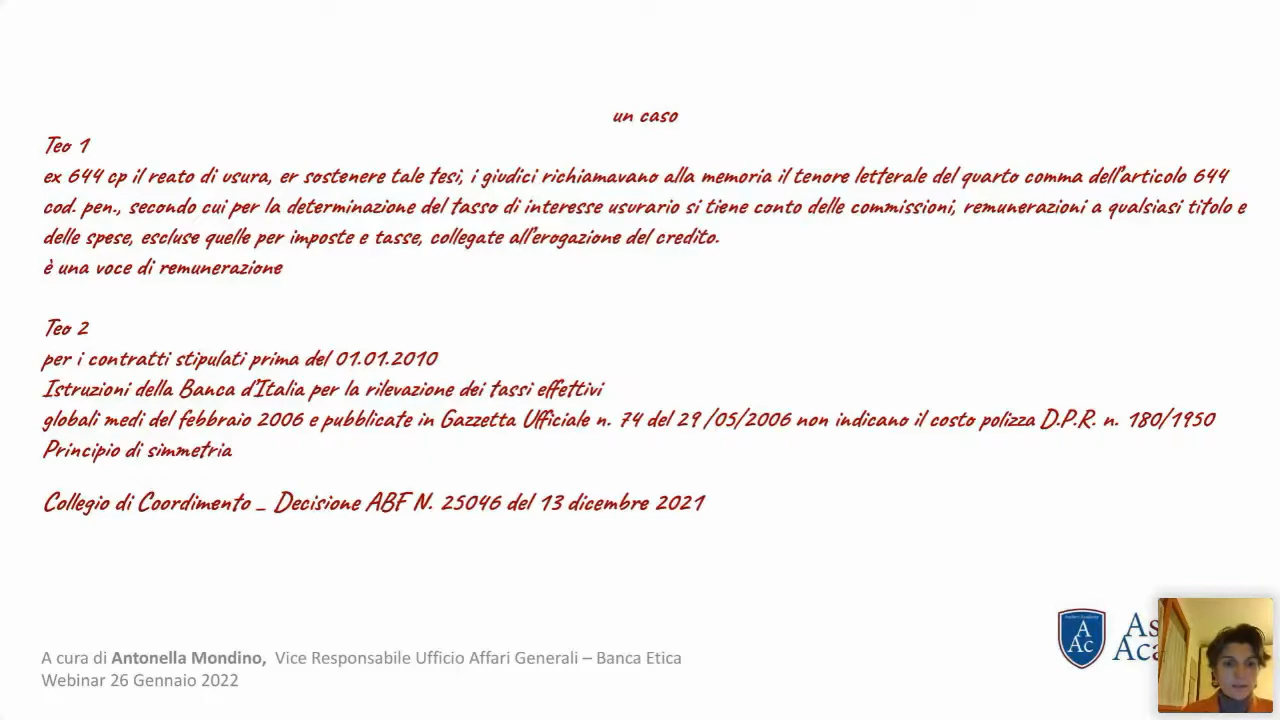 un caso
Teo 1
ex 644 cp il reato di usura, er sostenere tale tesi, i giudici richiamavano alla memoria il tenore letterale del quarto comma dell'articolo 644
cod. pen., secondo cui per la determinazione del tasso di interesse usurario si tiene conto delle commissioni, remunerazioni a qualsiasi titolo e
delle spese, escluse quelle per imposte e tasse, collegate all'erogazione del credito.
è una voce di remunerazione
Teo 2
per i contratti stipulati prima del 01.01.2010
Istruzioni della Banca d'Italia per la rilevazione dei tassi effettivi
globali medi del febbraio 2006 e pubblicate in Gazzetta Ufficiale n. 74 del 29 /05/2006 non indicano il costo polizza D.P.R. n. 180/1950
Principio di simmetria
Collegio di Coordimento _ Decisione ABF N. 25046 del 13 dicembre 2021
A cura di Antonella Mondino, Vice Responsabile Ufficio Affari Generali – Banca Etica
Webinar 26 Gennaio 2022
A
Ac